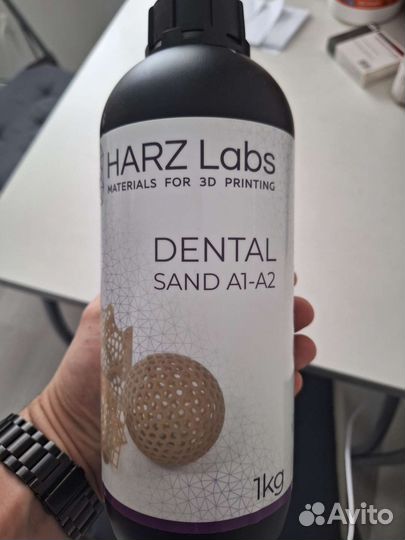 HARZ Labs
MATERIALS FOR 3D PRINTING
DENTAL
SAND A1-A2
1kg
Avito